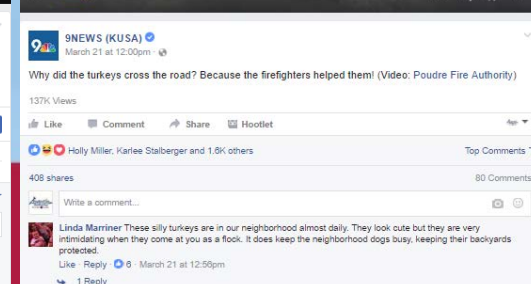 9NEWS (KUSA)
March 21 at 12:00pm
Why did the turkeys cross the road? Because the firefighters helped them! (Video: Poudre Fire Authority)
137K Views
Like Comment Share Hootlet
Holly Miller, Karlee Stalberger and 1.6K others Top Comments
408 shares 80 Comments
Write a comment...
Linda Marriner These silly turkeys are in our neighborhood almost daily. They look cute but they are very
intimidating when they come at you as a flock. It does keep the neighborhood dogs busy, keeping their backyards
protected.
Like · Reply · 6 · March 21 at 12:56pm
1 Reply